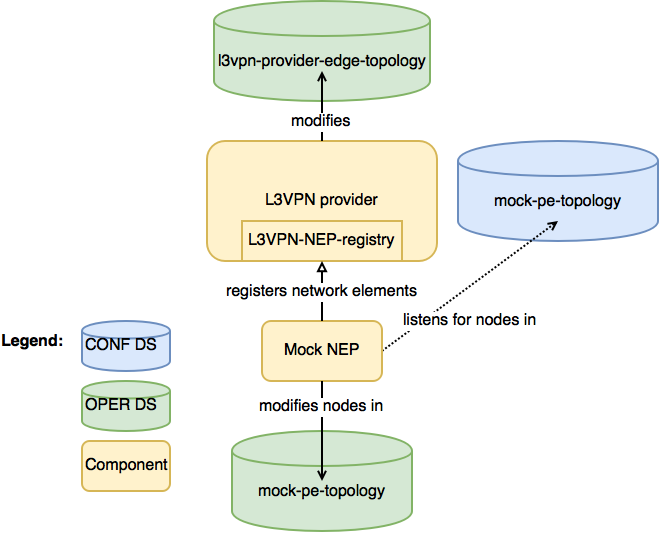 l3vpn-provider-edge-topology
modifies
L3VPN provider
mock-pe-topology
L3VPN-NEP-registry
registers network elements
listens for nodes in
Legend:
CONF DS
Mock NEP
OPER DS
modifies nodes in
Component
mock-pe-topology